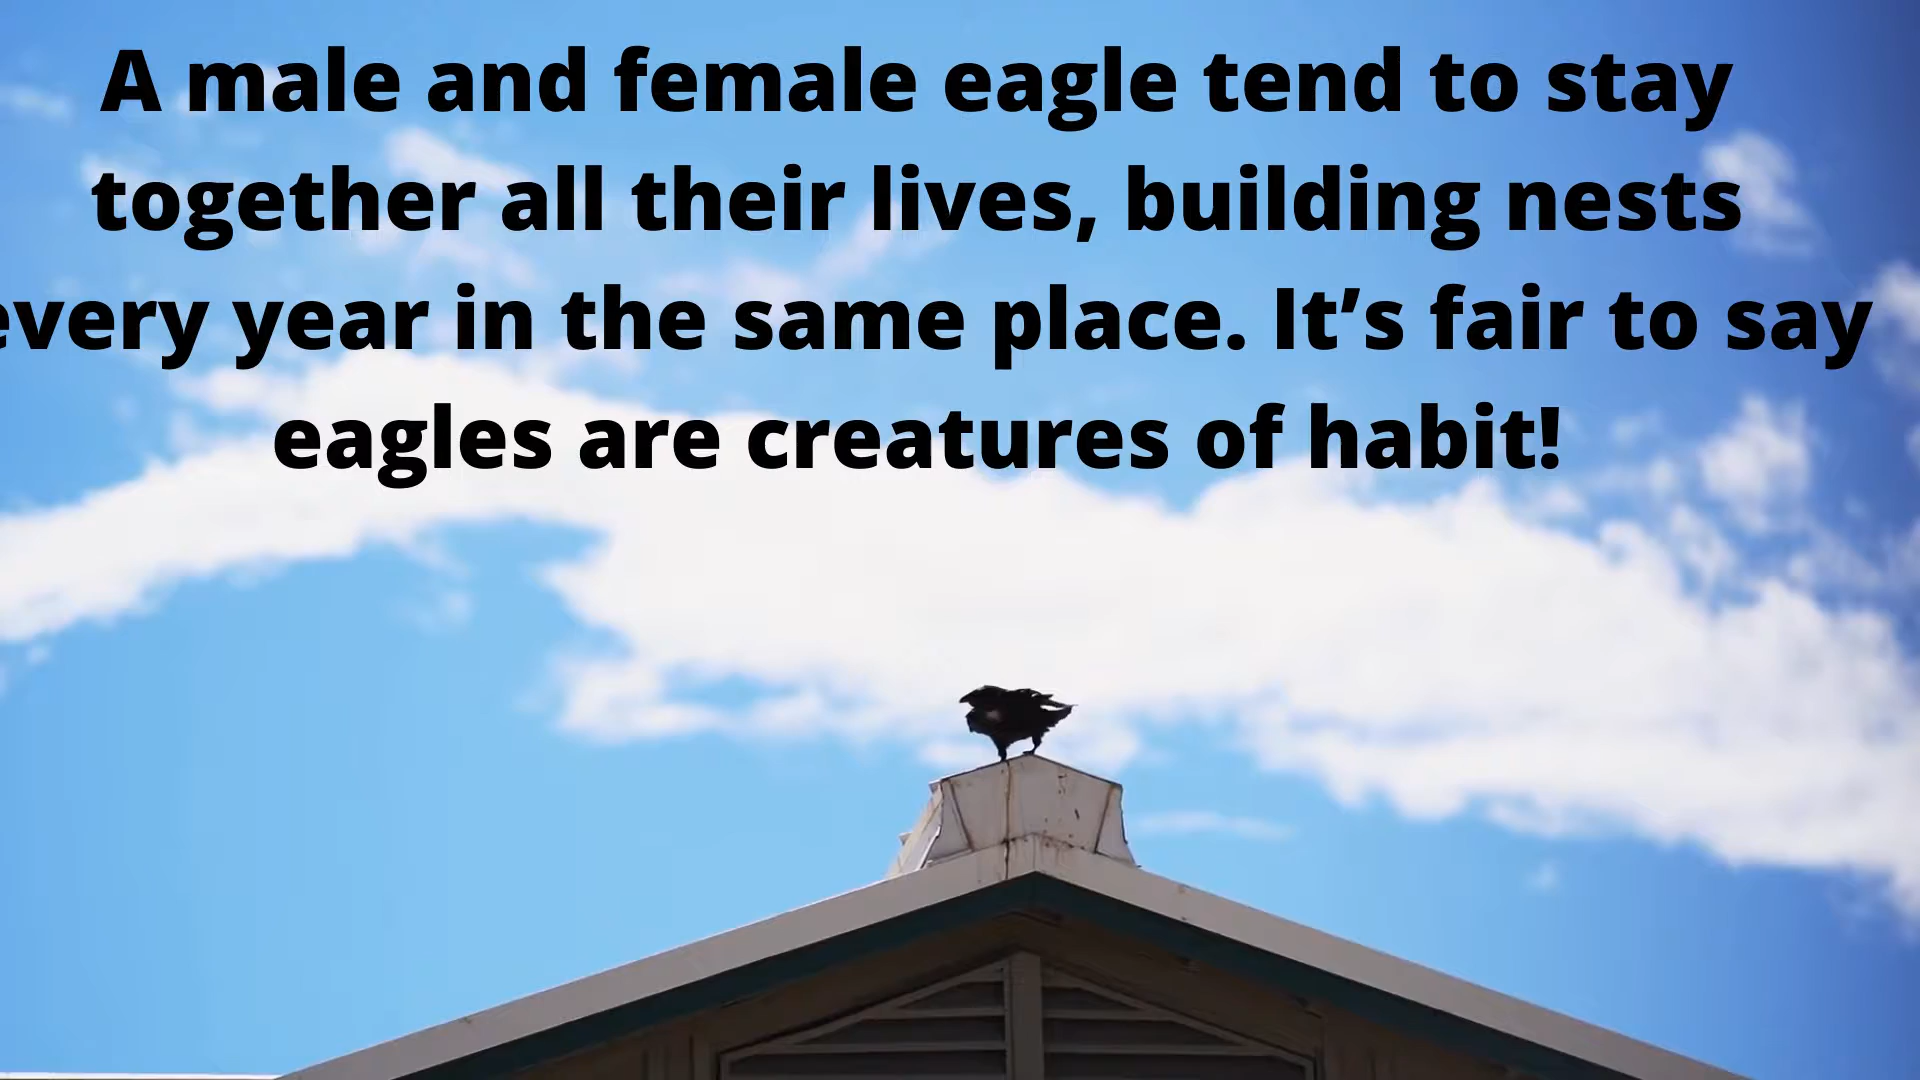 A male and female eagle tend to stay
together all their lives, building nests
every year in the same place. It’s fair to say
eagles are creatures of habit!